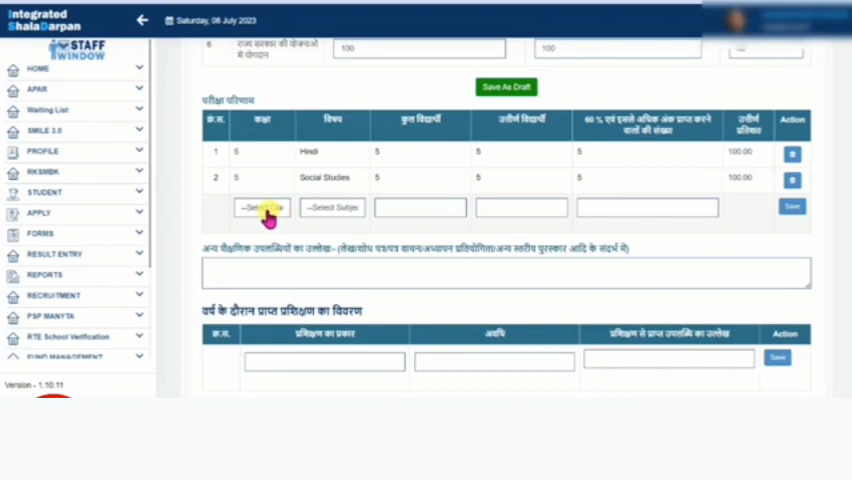 Integrated
ShalaDarpan
Saturday, 08 July 2023
STAFF
WINDOW
HOME
APAR
Waiting List
SMILE 3.0
PROFILE
RKSMBK
STUDENT
APPLY
FORMS
RESULT ENTRY
REPORTS
RECRUITMENT
PSP MANYTA
RTE School Verification
FUND MANAGEMENT
Version - 1.10.11
6 राज्य सरकार की योजनाओं में योगदान 100 100
Save As Draft
परीक्षा परिणाम
क्र.स. कक्षा विषय कुल विद्यार्थी उत्तीर्ण विद्यार्थी 60 % एवं इससे अधिक अंक प्राप्त करने वालों की संख्या उत्तीर्ण प्रतिशत Action
1 5 Hindi 5 5 5 100.00
2 5 Social Studies 5 5 5 100.00
--Select Subjec Save
अन्य शैक्षणिक उपलब्धियों का उल्लेख:- (लेख/शोध पत्र/पत्र वाचन/अध्यापन प्रतियोगिता/अन्य स्तरीय पुरस्कार आदि के संदर्भ में)
वर्ष के दौरान प्राप्त प्रशिक्षण का विवरण
क्र.स. प्रशिक्षण का प्रकार अवधि प्रशिक्षण से प्राप्त उपलब्धि का उल्लेख Action
Save